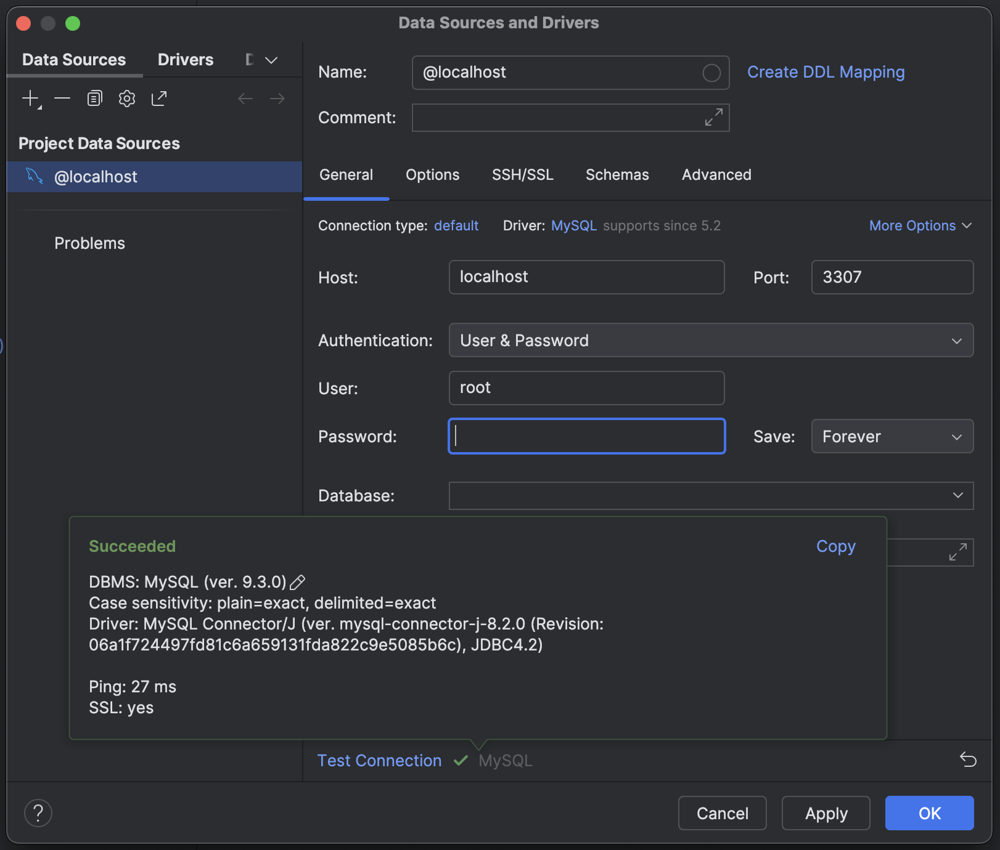 Data Sources and Drivers
Data Sources
Drivers
Project Data Sources
@localhost
Problems
Name:
@localhost
Create DDL Mapping
Comment:
General
Options
SSH/SSL
Schemas
Advanced
Connection type: default
Driver: MySQL supports since 5.2
More Options
Host:
localhost
Port:
3307
Authentication:
User & Password
User:
root
Password:
Save:
Forever
Database:
Succeeded
Copy
DBMS: MySQL (ver. 9.3.0)
Case sensitivity: plain=exact, delimited=exact
Driver: MySQL Connector/J (ver. mysql-connector-j-8.2.0 (Revision:
06a1f724497fd81c6a659131fda822c9e5085b6c), JDBC4.2)
Ping: 27 ms
SSL: yes
Test Connection
MySQL
?
Cancel
Apply
OK